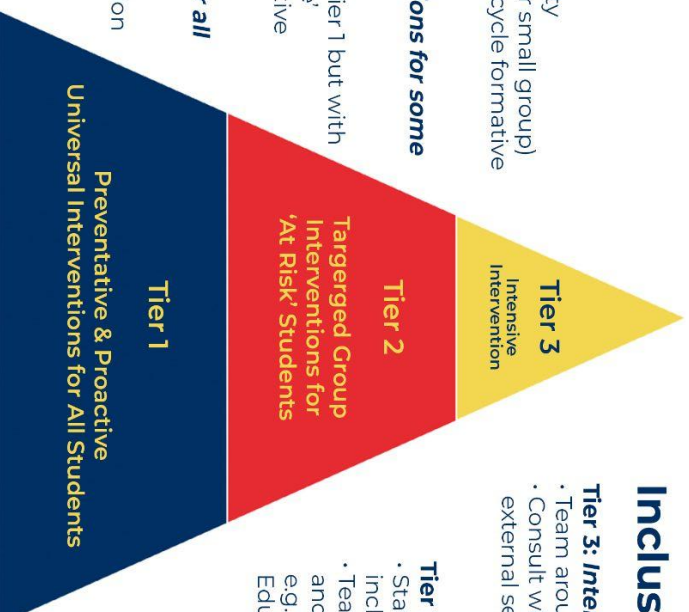 Inclus
cy
r small group)
cycle formative
ons for some
ier 1 but with
e'
tive
r all
on
Tier 3
Intensive
Intervention
Tier 2
Targerged Group
Interventions for
‘At Risk’ Students
Tier 1
Preventative & Proactive
Universal Interventions for All Students
Tier 3: Inte
• Team arou
• Consult w
external se
Tier
• Sta
incl
• Tea
and
e.g.
Edu